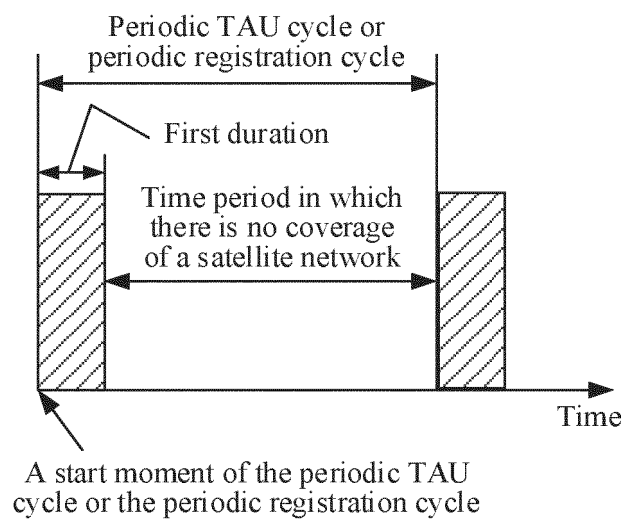 Periodic TAU cycle or
periodic registration cycle
First duration
Time period in which
there is no coverage
of a satellite network
Time
A start moment of the periodic TAU
cycle or the periodic registration cycle